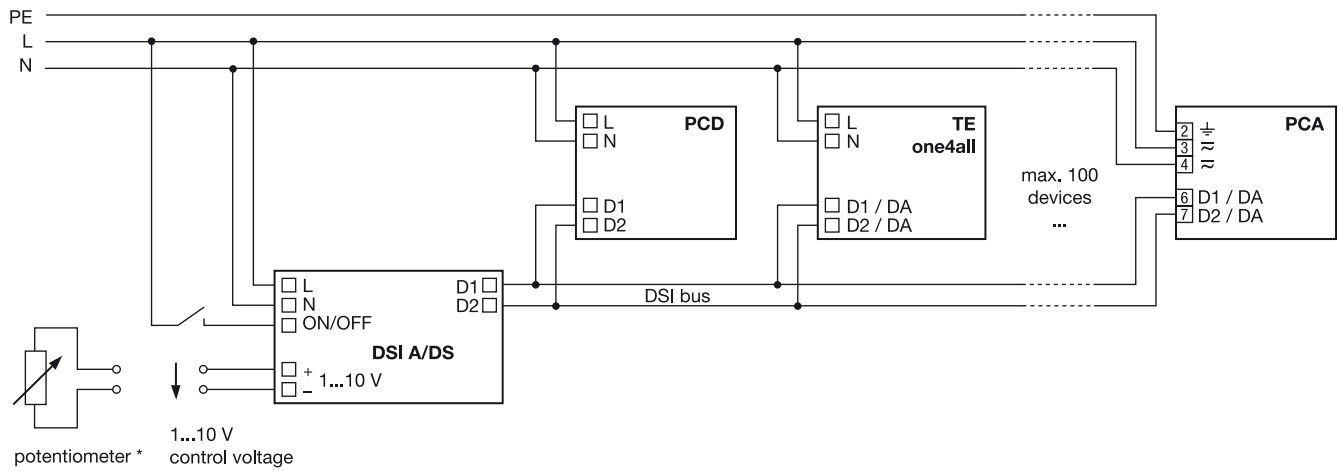 PE
L
N
L
N
PCD
D1
D2
L
N
TE
one4all
D1 / DA
D2 / DA
max. 100
devices
...
PCA
2
3
4
6 D1 / DA
7 D2 / DA
DSI bus
L
N
ON/OFF
D1
D2
DSI A/DS
+
–
1...10 V
potentiometer *
1...10 V
control voltage